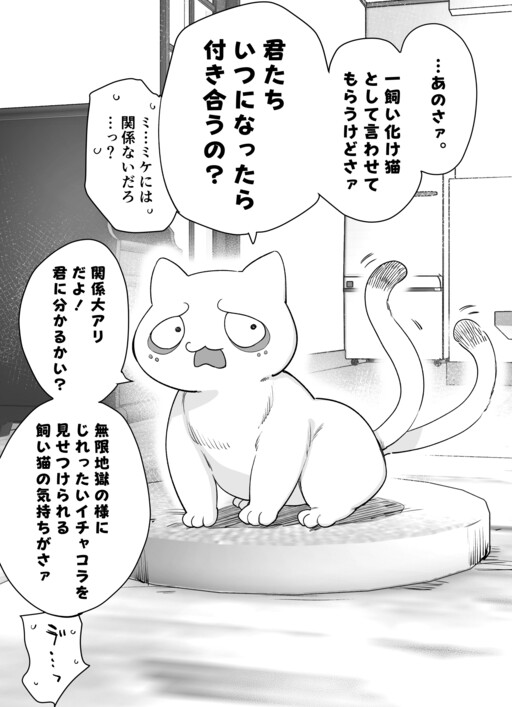 …あのさァ。
一飼い化け猫
として言わせて
もらうけどさァ
君たち
いつになったら
付き合うの？
ミ…ミケには
関係ないだろ
…っ？
関係大アリ
だよ！
君に分かるかい？
無限地獄の様に
じれったいイチャコラを
見せつけられる
飼い猫の気持ちがさァ
デ…っ